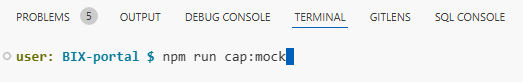 PROBLEMS 5 OUTPUT DEBUG CONSOLE TERMINAL GITLENS SQL CONSOLE
user: BIX-portal $ npm run cap:mock